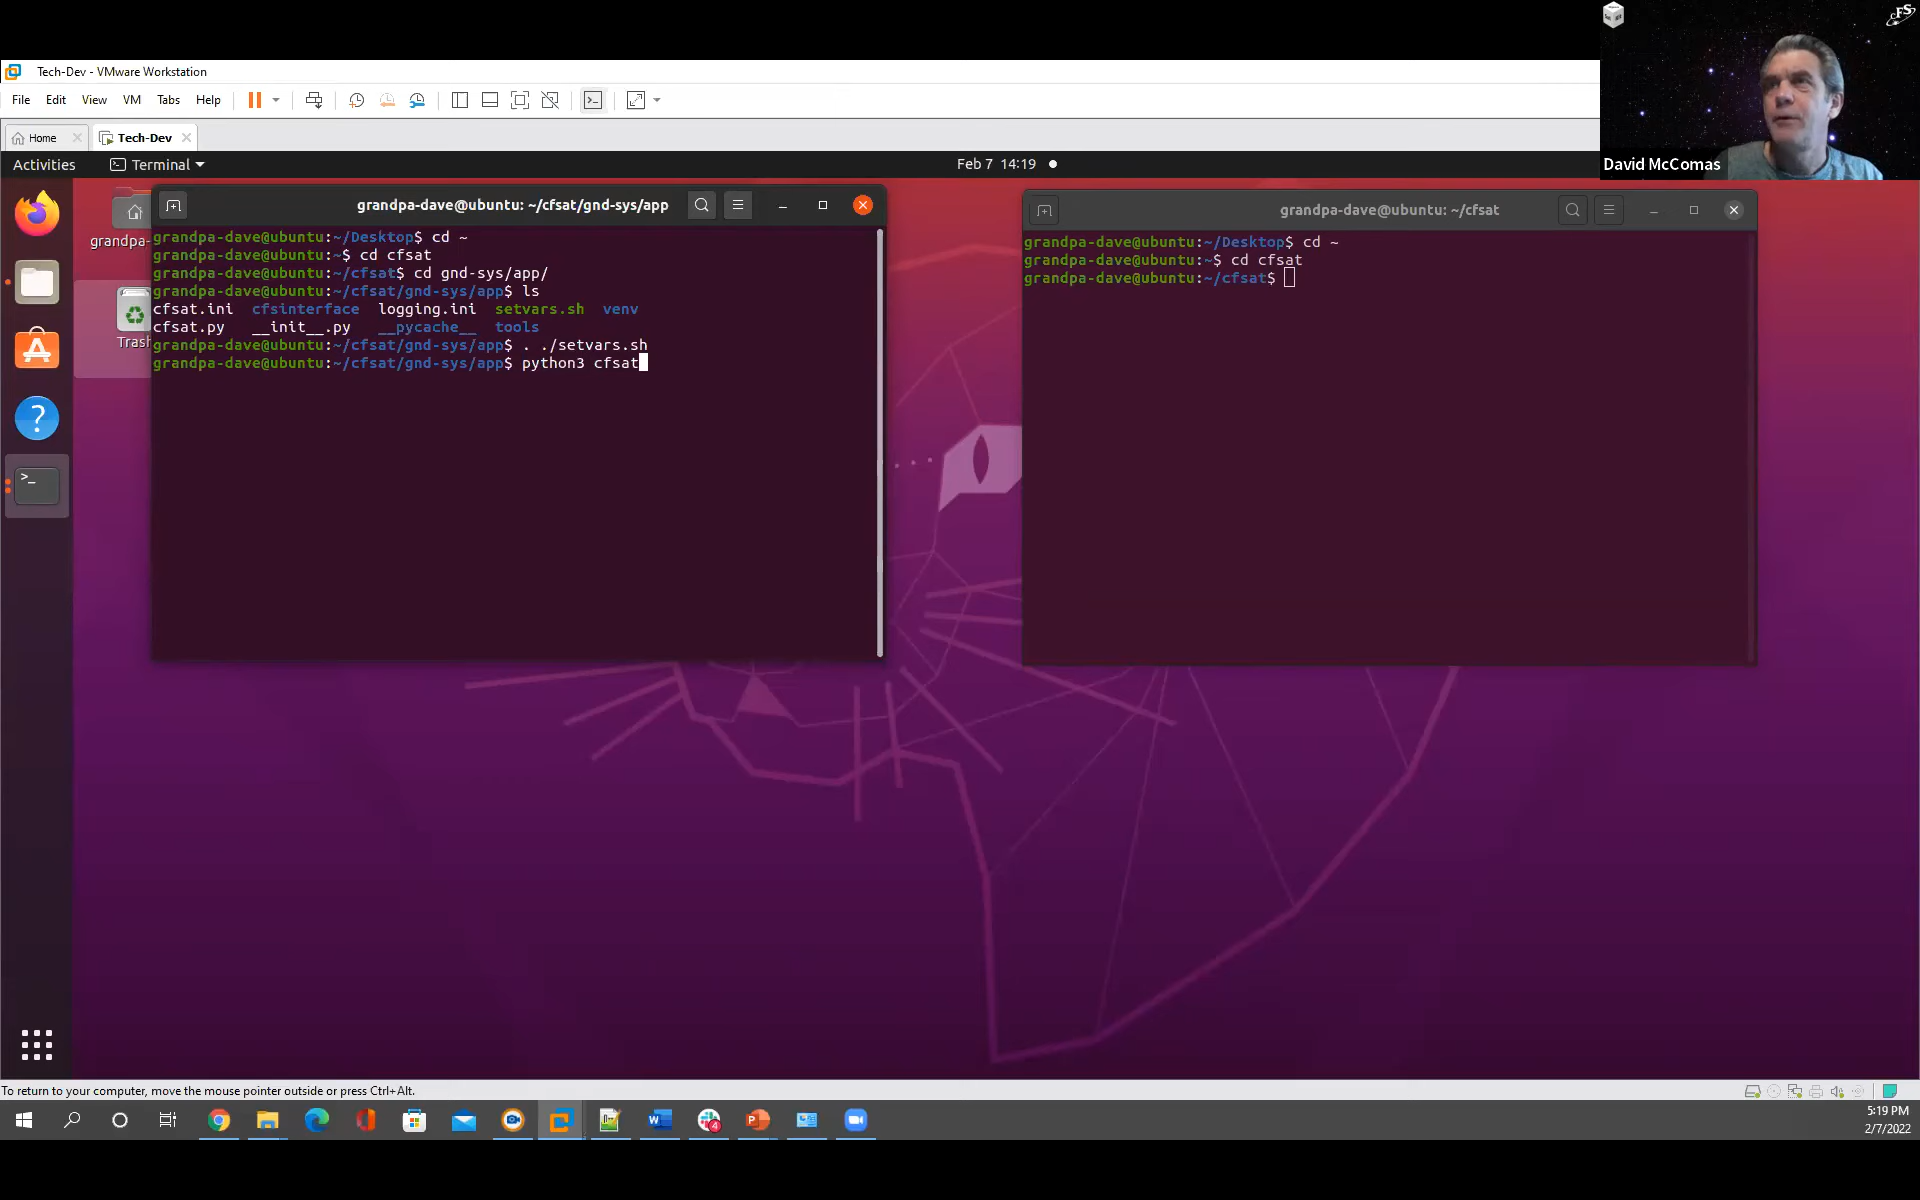 Tech-Dev - VMware Workstation
File Edit View VM Tabs Help
Home Tech-Dev
David McComas
Activities Terminal Feb 7 14:19
grandpa-
Trash
grandpa-dave@ubuntu: ~/cfsat/gnd-sys/app
grandpa-dave@ubuntu:~/Desktop$ cd ~
grandpa-dave@ubuntu:~$ cd cfsat
grandpa-dave@ubuntu:~/cfsat$ cd gnd-sys/app/
grandpa-dave@ubuntu:~/cfsat/gnd-sys/app$ ls
cfsat.ini cfsinterface logging.ini setvars.sh venv
cfsat.py __init__.py __pycache__ tools
grandpa-dave@ubuntu:~/cfsat/gnd-sys/app$ . ./setvars.sh
grandpa-dave@ubuntu:~/cfsat/gnd-sys/app$ python3 cfsat
grandpa-dave@ubuntu: ~/cfsat
grandpa-dave@ubuntu:~/Desktop$ cd ~
grandpa-dave@ubuntu:~$ cd cfsat
grandpa-dave@ubuntu:~/cfsat$
To return to your computer, move the mouse pointer outside or press Ctrl+Alt.
5:19 PM
2/7/2022